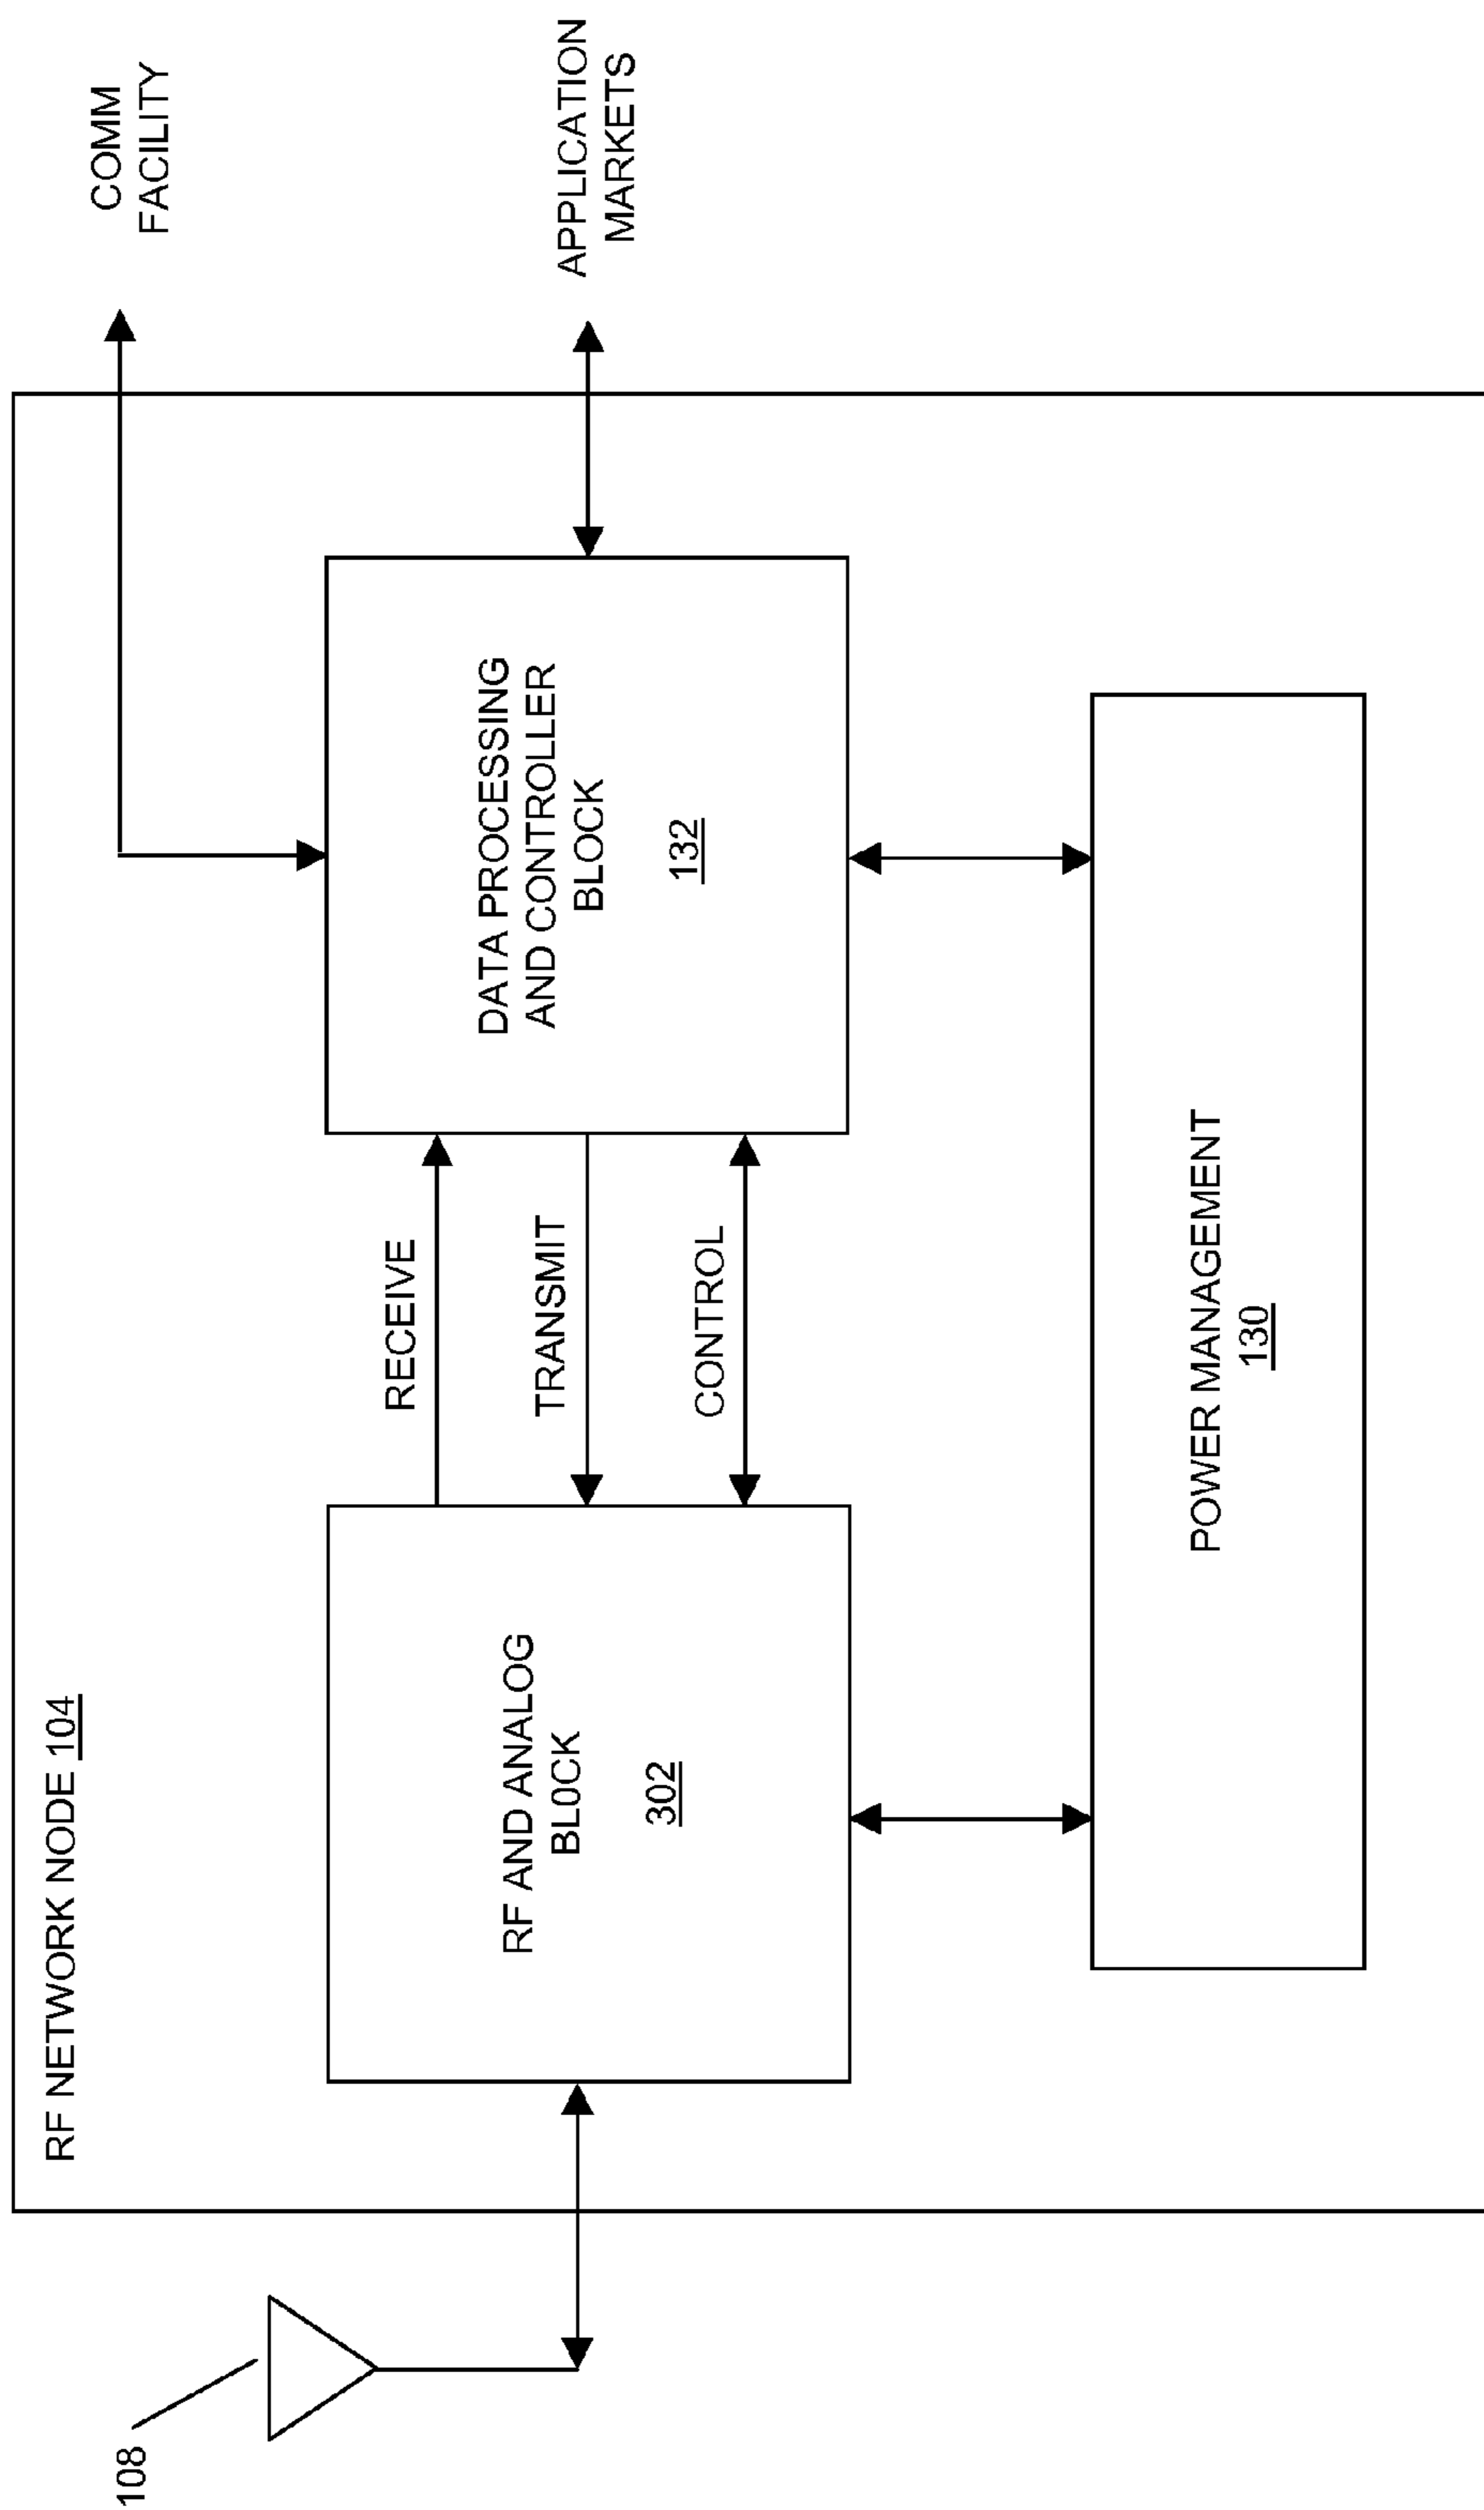 RF NETWORK NODE 104
COMM
FACILITY
108
RF AND ANALOG
BLOCK
302
RECEIVE
TRANSMIT
CONTROL
DATA PROCESSING
AND CONTROLLER
BLOCK
132
APPLICATION
MARKETS
POWER MANAGEMENT
130